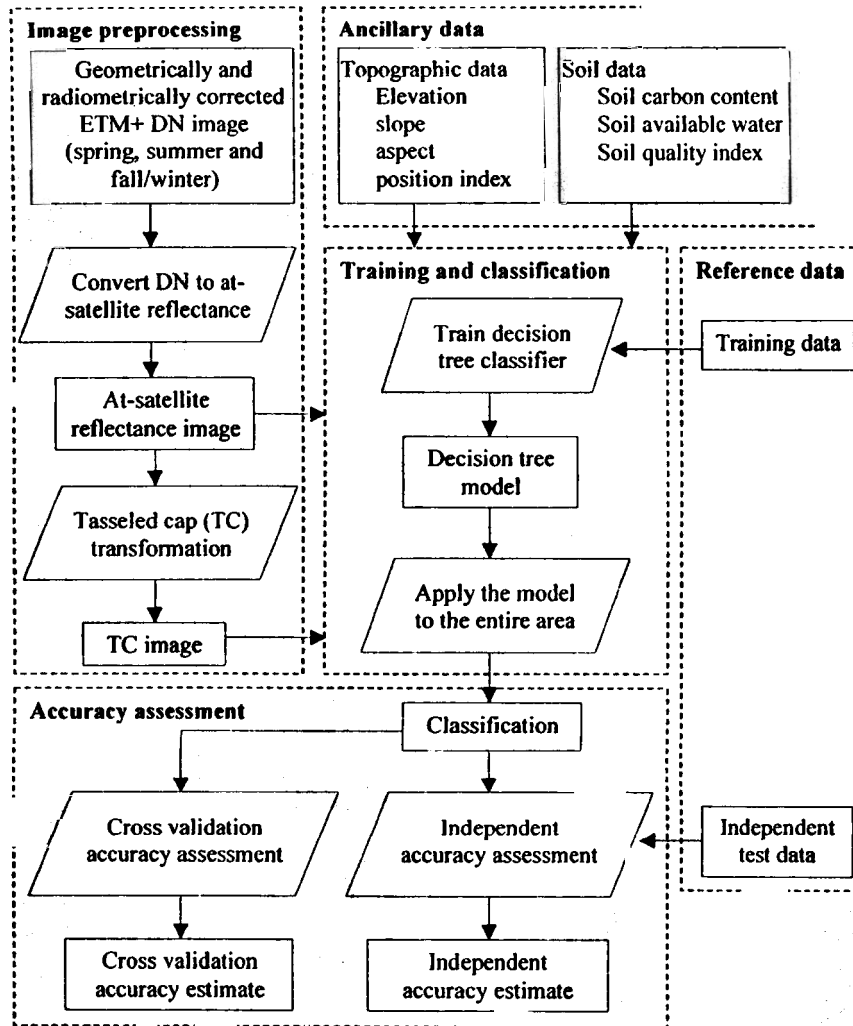 Image preprocessing
Geometrically and
radiometrically corrected
ETM+ DN image
(spring, summer and
fall/winter)
Convert DN to at-
satellite reflectance
At-satellite
reflectance image
Tasseled cap (TC)
transformation
TC image
Ancillary data
Topographic data
Elevation
slope
aspect
position index
Soil data
Soil carbon content
Soil available water
Soil quality index
Training and classification
Train decision
tree classifier
Decision tree
model
Apply the model
to the entire area
Reference data
Training data
Independent
test data
Accuracy assessment
Classification
Cross validation
accuracy assessment
Independent
accuracy assessment
Cross validation
accuracy estimate
Independent
accuracy estimate